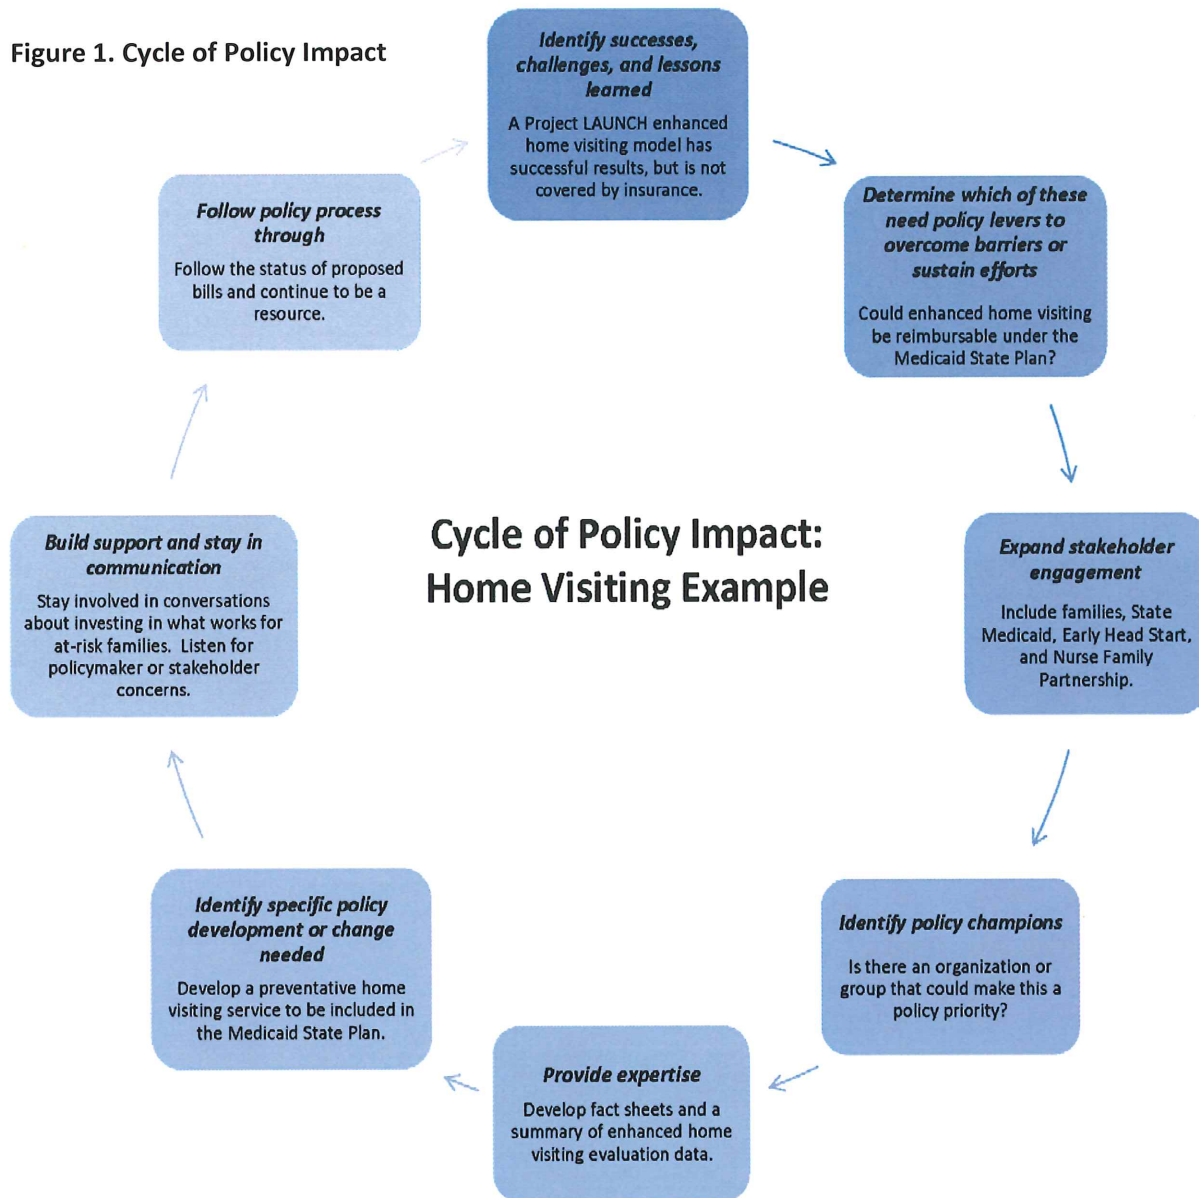 Figure 1. Cycle of Policy Impact
Identify successes,
challenges, and lessons
learned
A Project LAUNCH enhanced
home visiting model has
successful results, but is not
covered by insurance.
Determine which of these
need policy levers to
overcome barriers or
sustain efforts
Could enhanced home visiting
be reimbursable under the
Medicaid State Plan?
Expand stakeholder
engagement
Include families, State
Medicaid, Early Head Start,
and Nurse Family
Partnership.
Identify policy champions
Is there an organization or
group that could make this a
policy priority?
Provide expertise
Develop fact sheets and a
summary of enhanced home
visiting evaluation data.
Identify specific policy
development or change
needed
Develop a preventative home
visiting service to be included in
the Medicaid State Plan.
Build support and stay in
communication
Stay involved in conversations
about investing in what works for
at-risk families.  Listen for
policymaker or stakeholder
concerns.
Follow policy process
through
Follow the status of proposed
bills and continue to be a
resource.
Cycle of Policy Impact:
Home Visiting Example